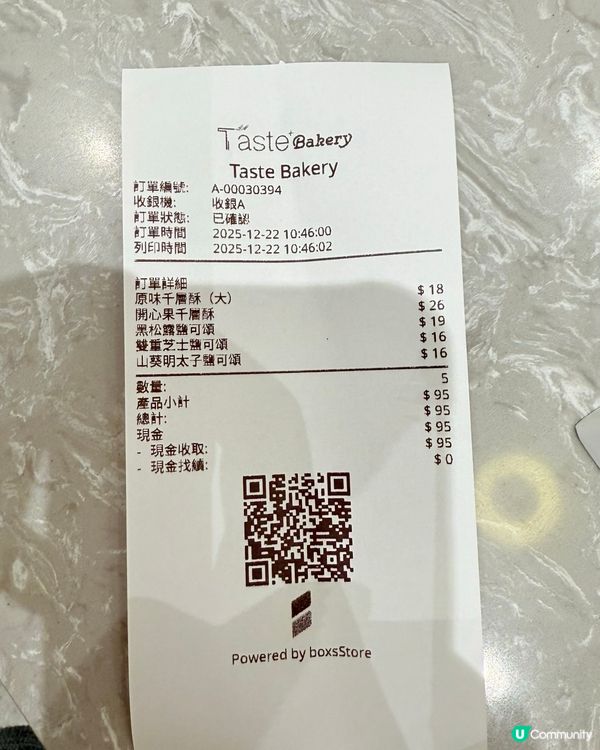 Taste+Bakery
Taste Bakery
訂單編號: A-00030394
收銀機: 收銀A
訂單狀態: 已確認
訂單時間 2025-12-22 10:46:00
列印時間 2025-12-22 10:46:02
訂單詳細
原味千層酥（大） $ 18
開心果千層酥 $ 26
黑松露鹽可頌 $ 19
雙重芝士鹽可頌 $ 16
山葵明太子鹽可頌 $ 16
數量: 5
產品小計 $ 95
總計: $ 95
現金 $ 95
- 現金收取: $ 95
- 現金找續: $ 0
Powered by boxsStore
U Community